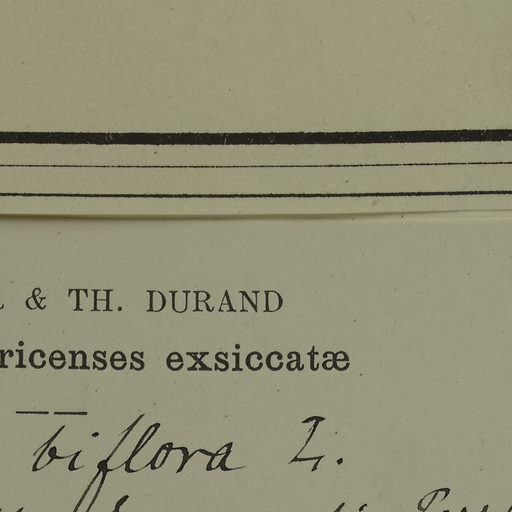 & TH. DURAND
ricenses exsiccatæ
biflora L.